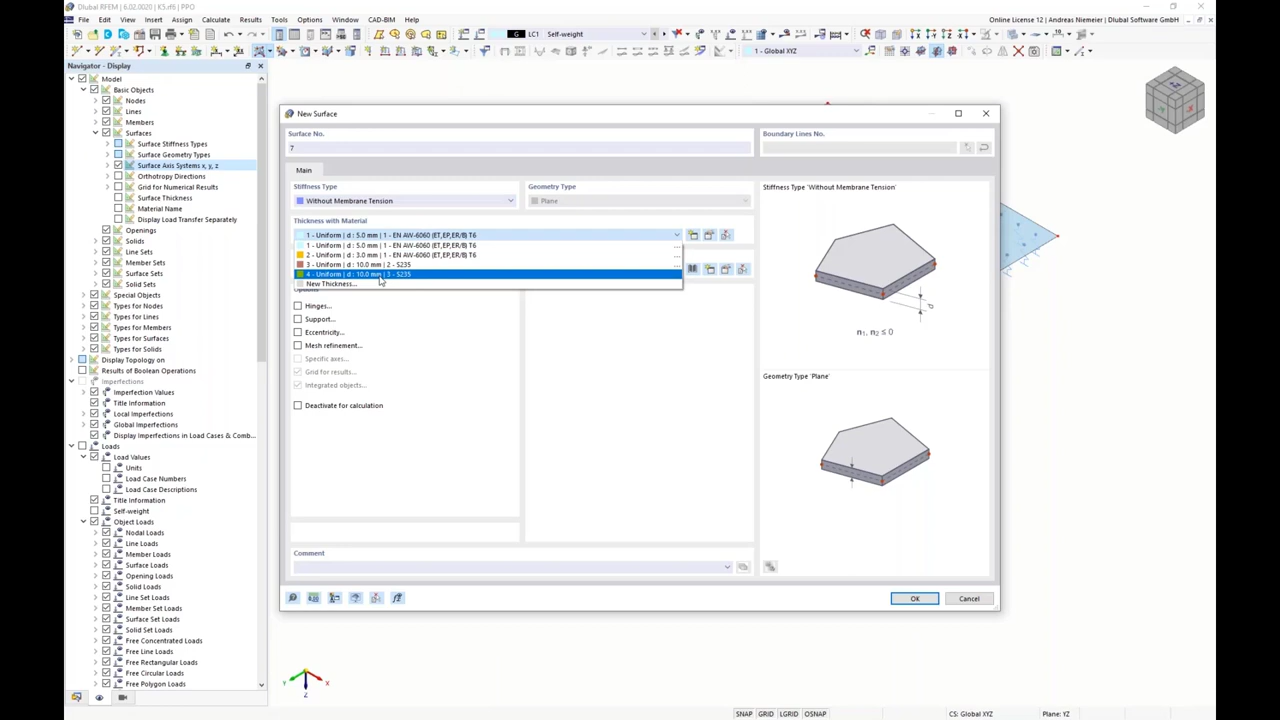 Dlubal RFEM | 6.02.0020 | K5.rf6 | PPO
File Edit View Insert Assign Calculate Results Tools Options Window CAD-BIM Help
Online License 12 | Andreas Niemeier | Dlubal Software GmbH
G LC1 Self-weight
1 - Global XYZ
Navigator - Display
Model
Basic Objects
Nodes
Lines
Members
Surfaces
Surface Stiffness Types
Surface Geometry Types
Surface Axis Systems x, y, z
Orthotropy Directions
Grid for Numerical Results
Surface Thickness
Material Name
Display Load Transfer Separately
Openings
Solids
Line Sets
Member Sets
Surface Sets
Solid Sets
Special Objects
Types for Nodes
Types for Lines
Types for Members
Types for Surfaces
Types for Solids
Display Topology on
Results of Boolean Operations
Imperfections
Imperfection Values
Title Information
Local Imperfections
Global Imperfections
Display Imperfections in Load Cases & Comb...
Loads
Load Values
Units
Load Case Numbers
Load Case Descriptions
Title Information
Self-weight
Object Loads
Nodal Loads
Line Loads
Member Loads
Surface Loads
Opening Loads
Solid Loads
Line Set Loads
Member Set Loads
Surface Set Loads
Solid Set Loads
Free Concentrated Loads
Free Line Loads
Free Rectangular Loads
Free Circular Loads
Free Polygon Loads
New Surface
Surface No.
7
Boundary Lines No.
Main
Stiffness Type
Without Membrane Tension
Geometry Type
Plane
Thickness with Material
1 - Uniform | d : 5.0 mm | 1 - EN AW-6060 (ET,EP,ER/B) T6
1 - Uniform | d : 5.0 mm | 1 - EN AW-6060 (ET,EP,ER/B) T6
2 - Uniform | d : 3.0 mm | 1 - EN AW-6060 (ET,EP,ER/B) T6
3 - Uniform | d : 10.0 mm | 2 - S235
4 - Uniform | d : 10.0 mm | 3 - S235
New Thickness...
Hinges...
Support...
Eccentricity...
Mesh refinement...
Specific axes...
Grid for results...
Integrated objects...
Deactivate for calculation
Comment
Stiffness Type 'Without Membrane Tension'
d
n1, n2 ≤ 0
Geometry Type 'Plane'
OK
Cancel
X
Z
SNAP GRID LGRID OSNAP
CS: Global XYZ
Plane: YZ